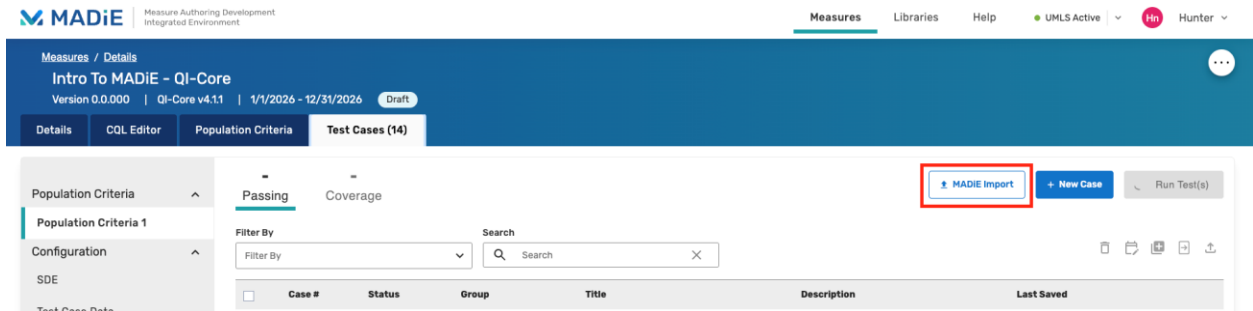 MADiE
Measure Authoring Development
Integrated Environment
Measures
Libraries
Help
UMLS Active
Hn
Hunter
Measures / Details
Intro To MADiE - QI-Core
Version 0.0.000 | QI-Core v4.1.1 | 1/1/2026 - 12/31/2026 Draft
Details
CQL Editor
Population Criteria
Test Cases (14)
Population Criteria
Population Criteria 1
Configuration
SDE
Test Case Data
-
Passing
-
Coverage
MADiE Import
+ New Case
Run Test(s)
Filter By
Filter By
Search
Search
Case #
Status
Group
Title
Description
Last Saved